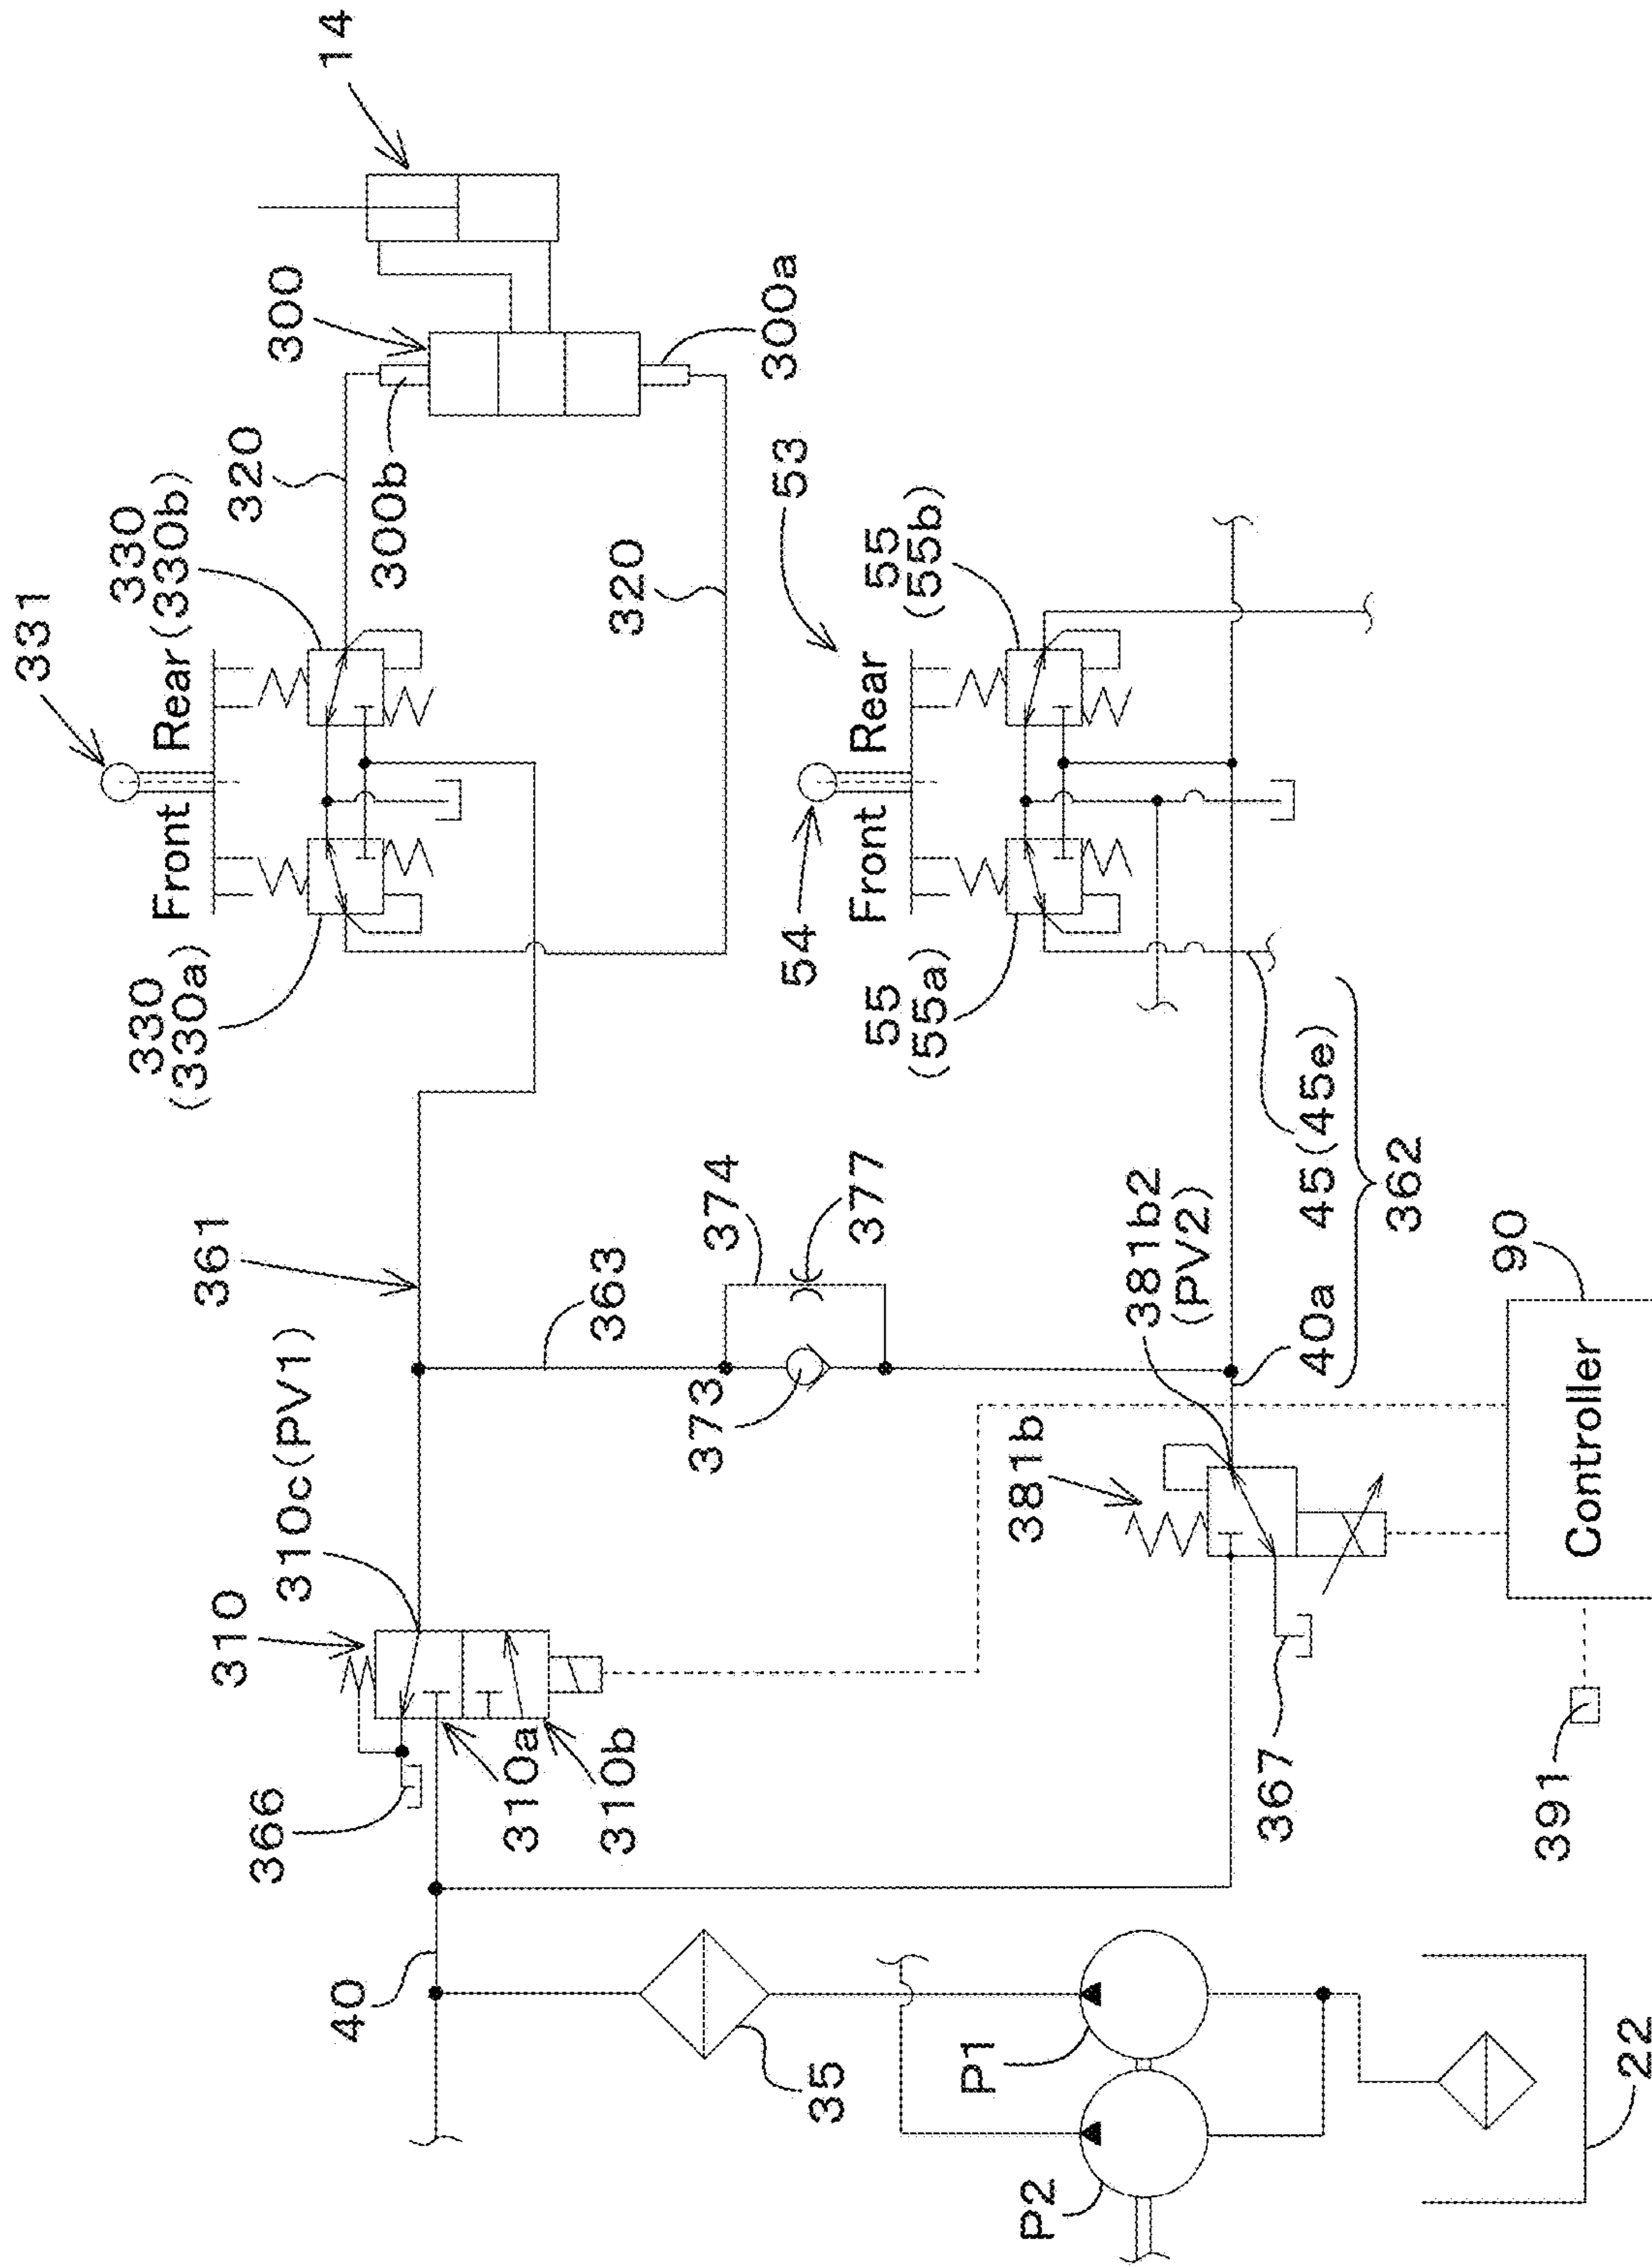 331
14
Front Rear
330
(330a)
330
(330b)
320
300
300b
300a
320
361
310c(PV1)
310
366
310a
310b
363
374
377
373
54
53
Front Rear
55
(55a)
55
(55b)
381b2
(PV2)
381b
40a
45(45e)
362
367
40
35
P1
P2
22
90
Controller
391